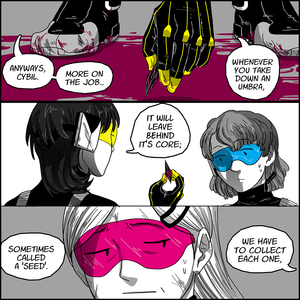 ANYWAYS,
CYBIL.
MORE ON
THE JOB..
WHENEVER
YOU TAKE
DOWN AN
UMBRA,
IT WILL
LEAVE
BEHIND
IT'S CORE;
SOMETIMES
CALLED
A 'SEED'.
WE HAVE
TO COLLECT
EACH ONE,